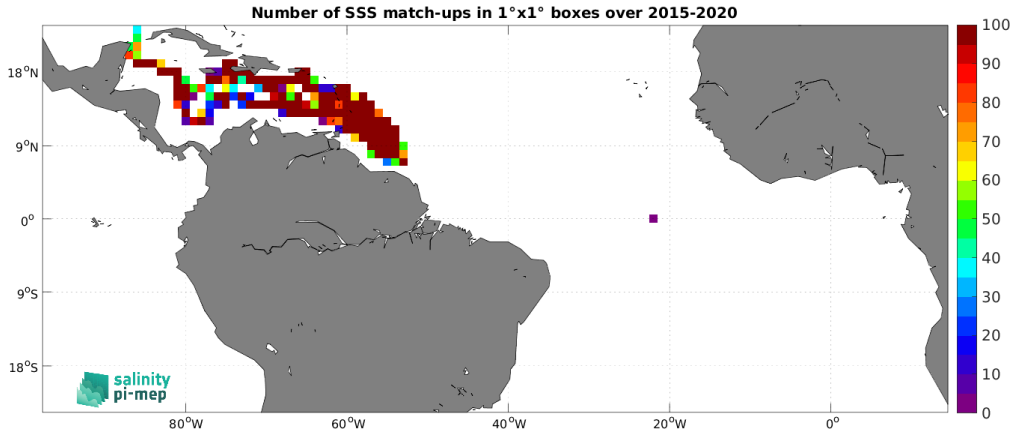 Number of SSS match-ups in 1°x1° boxes over 2015-2020
100
90
80
70
60
50
40
30
20
10
0
18°N
9°N
0°
9°S
18°S
80°W
60°W
40°W
20°W
0°
salinity
pi-mep